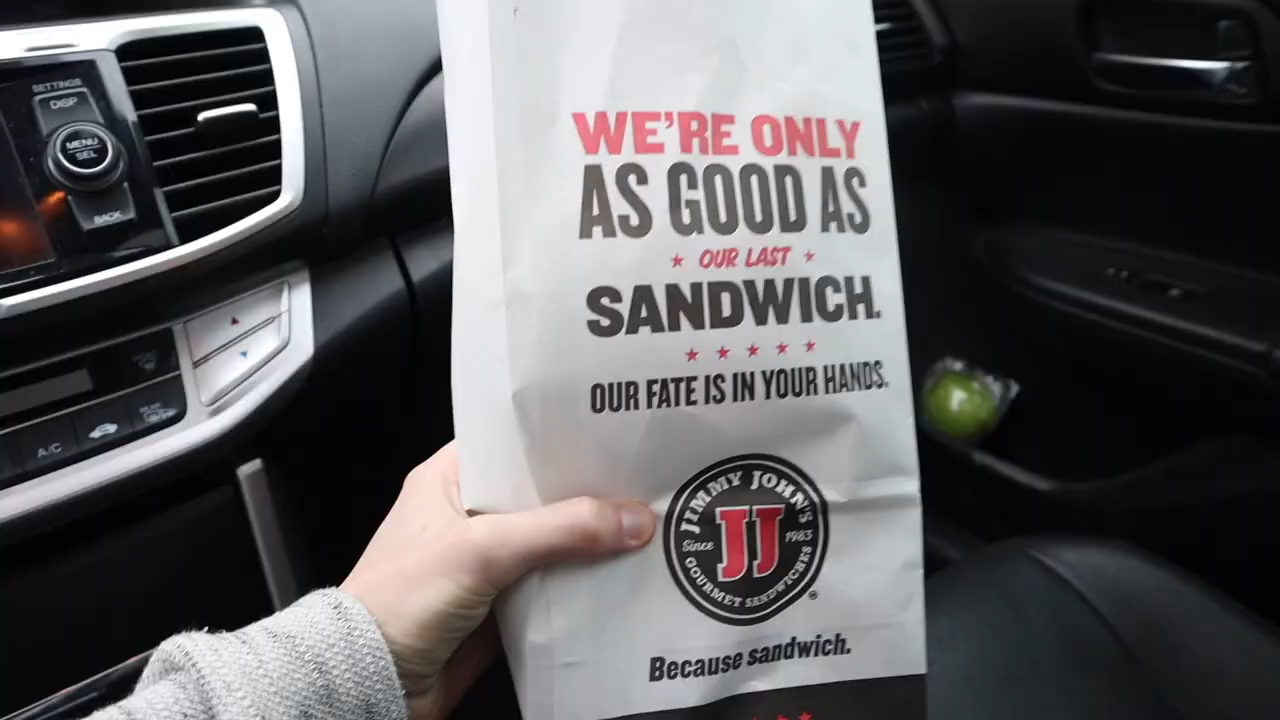 SETTINGS
DISP
MENU
SEL
BACK
A/C
WE'RE ONLY
AS GOOD AS
OUR LAST
SANDWICH.
OUR FATE IS IN YOUR HANDS.
JIMMY JOHN'S
Since JJ 1983
GOURMET SANDWICHES
®
Because sandwich.